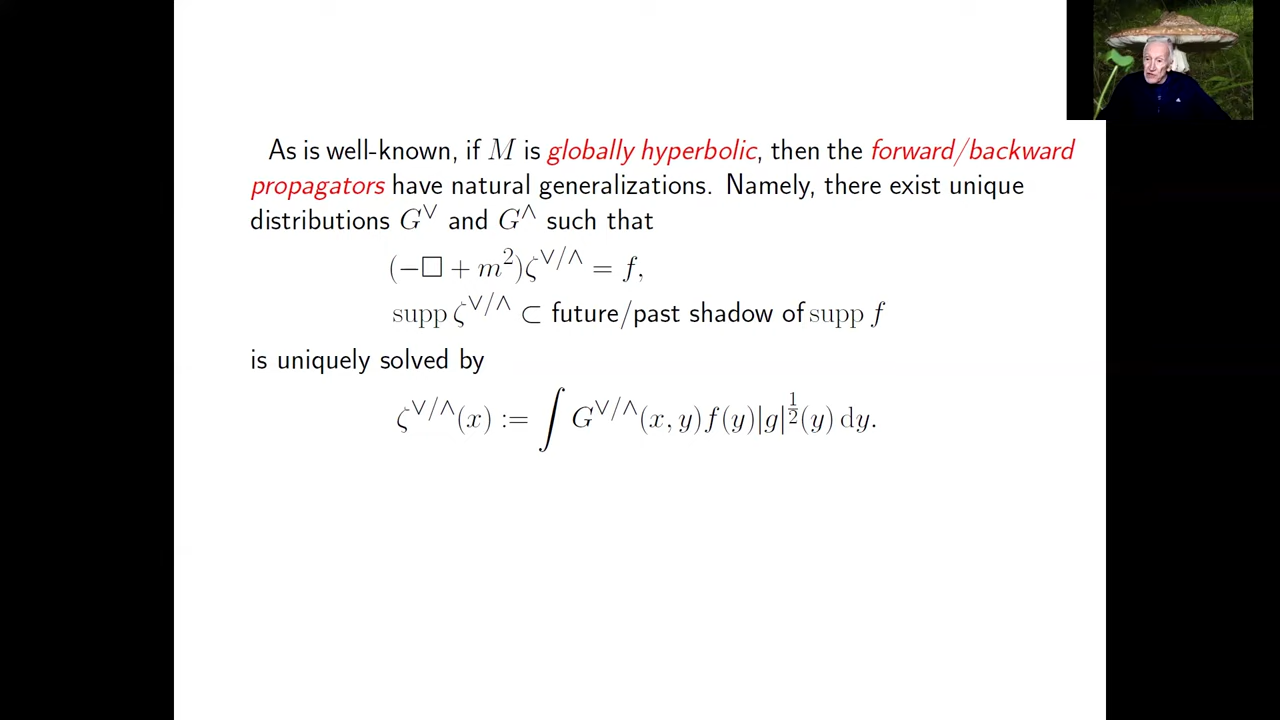 As is well-known, if M is globally hyperbolic, then the forward/backward
propagators have natural generalizations. Namely, there exist unique
distributions G^∨ and G^∧ such that
(−□ + m²)ζ^∨/∧ = f,
supp ζ^∨/∧ ⊂ future/past shadow of supp f
is uniquely solved by
ζ^∨/∧(x) := ∫ G^∨/∧(x, y)f(y)|g|^½(y) dy.